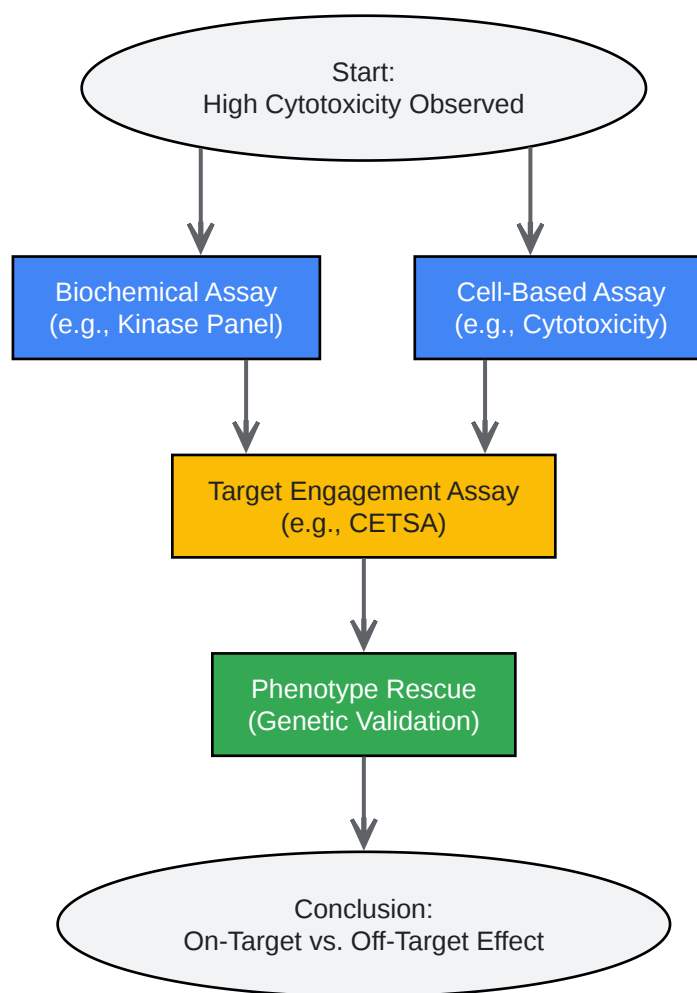 Start:
High Cytotoxicity Observed
Biochemical Assay
(e.g., Kinase Panel)
Cell-Based Assay
(e.g., Cytotoxicity)
Target Engagement Assay
(e.g., CETSA)
Phenotype Rescue
(Genetic Validation)
Conclusion:
On-Target vs. Off-Target Effect